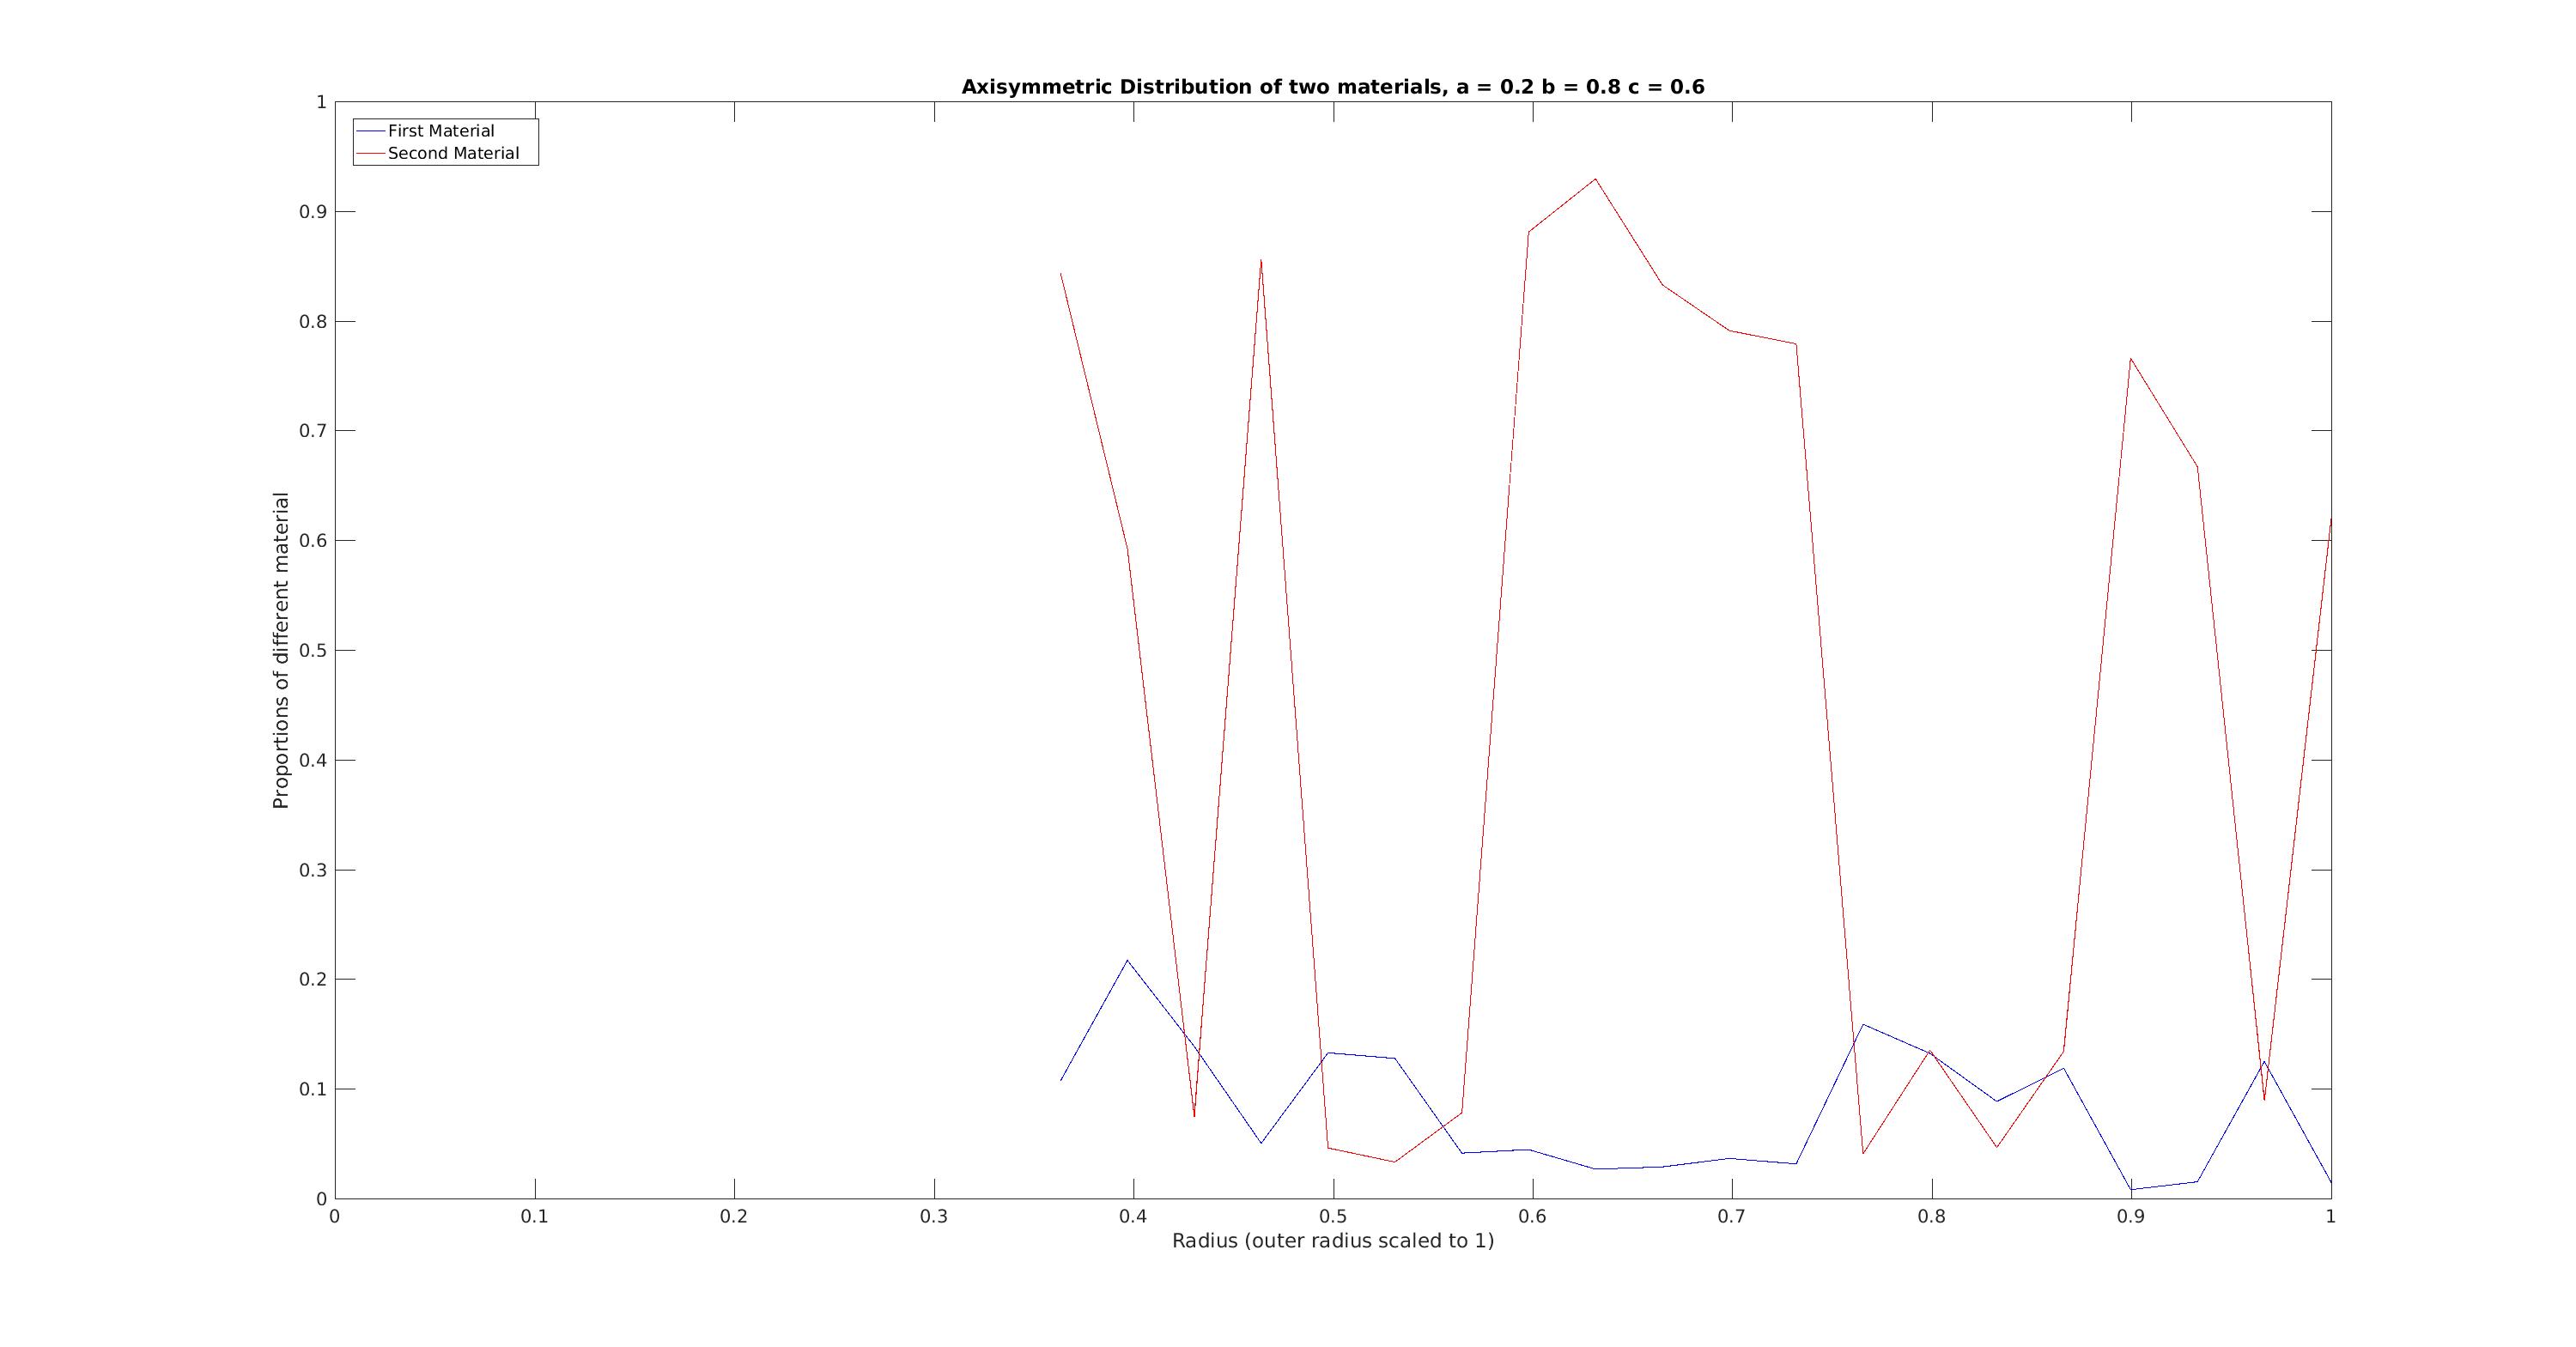 Axisymmetric Distribution of two materials, a = 0.2 b = 0.8 c = 0.6
First Material
Second Material
1
0.9
0.8
0.7
0.6
0.5
0.4
0.3
0.2
0.1
0
Proportions of different material
0 0.1 0.2 0.3 0.4 0.5 0.6 0.7 0.8 0.9 1
Radius (outer radius scaled to 1)